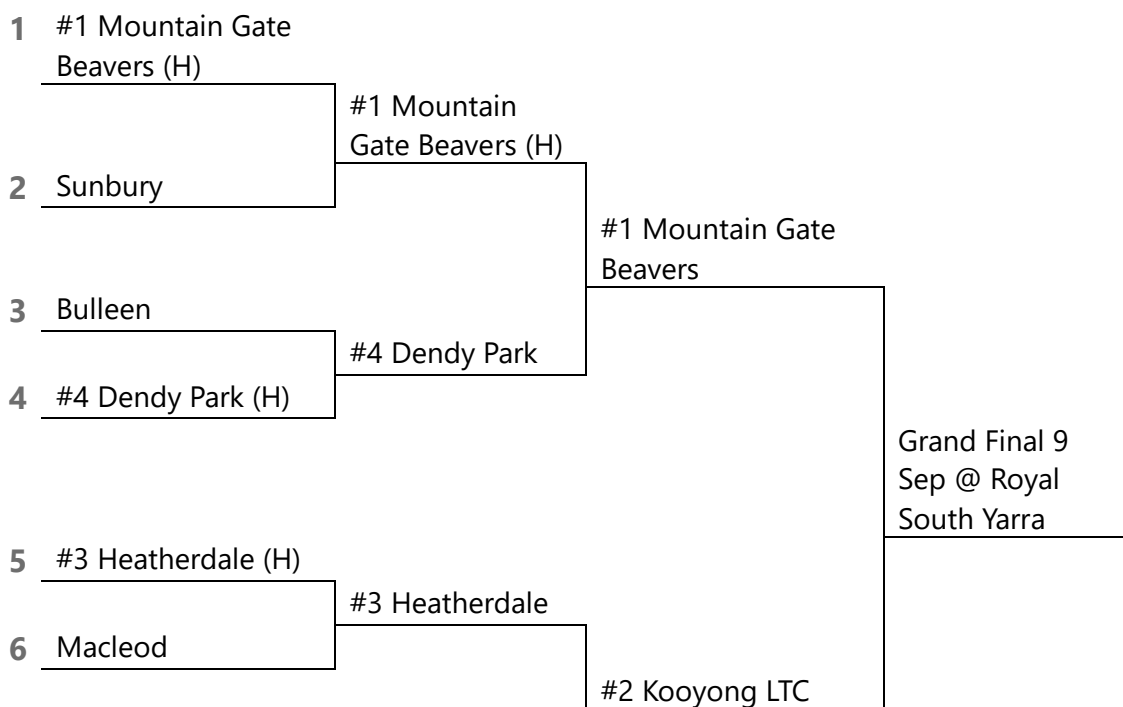 1
#1 Mountain Gate
Beavers (H)
#1 Mountain
Gate Beavers (H)
2
Sunbury
#1 Mountain Gate
Beavers
3
Bulleen
#4 Dendy Park
4
#4 Dendy Park (H)
Grand Final 9
Sep @ Royal
South Yarra
5
#3 Heatherdale (H)
#3 Heatherdale
6
Macleod
#2 Kooyong LTC